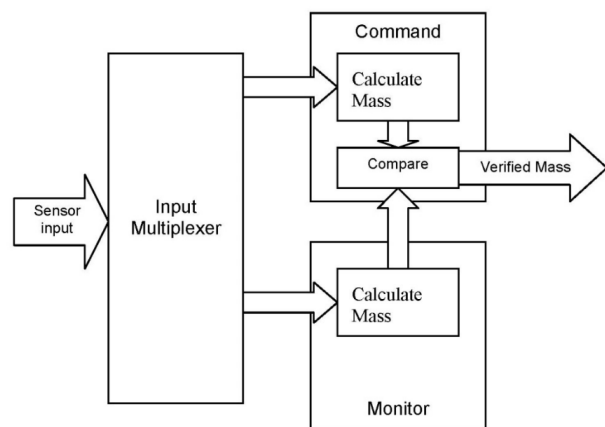 Command
Calculate
Mass
Compare
Verified Mass
Sensor
input
Input
Multiplexer
Calculate
Mass
Monitor